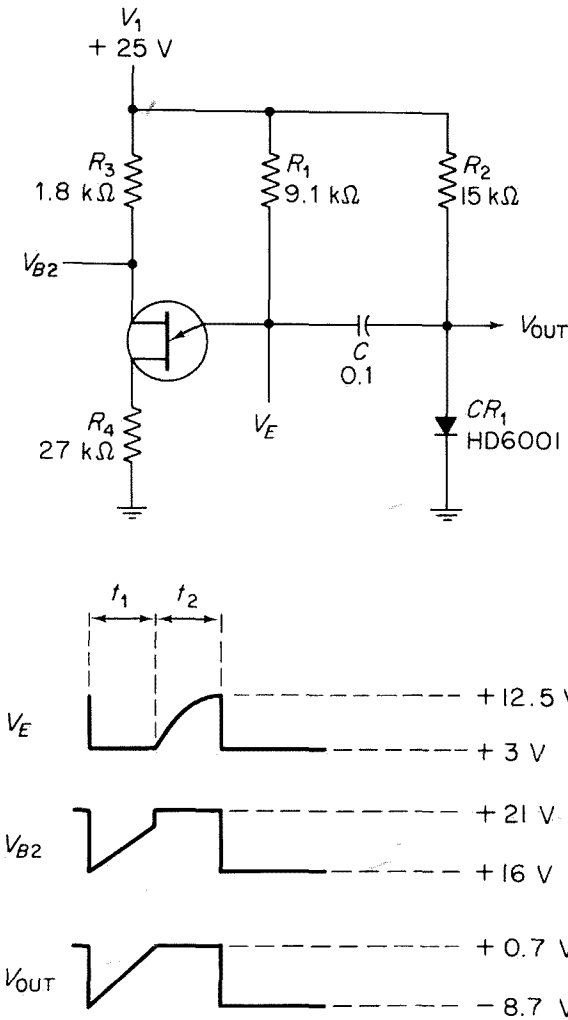 V1
+ 25 V
R3
1.8 kΩ
R1
9.1 kΩ
R2
15 kΩ
VB2
VOUT
C
0.1
VE
CR1
HD6001
R4
27 kΩ
t1
t2
VE
+12.5 V
+ 3 V
VB2
+ 21 V
+ 16 V
VOUT
+ 0.7 V
- 8.7 V